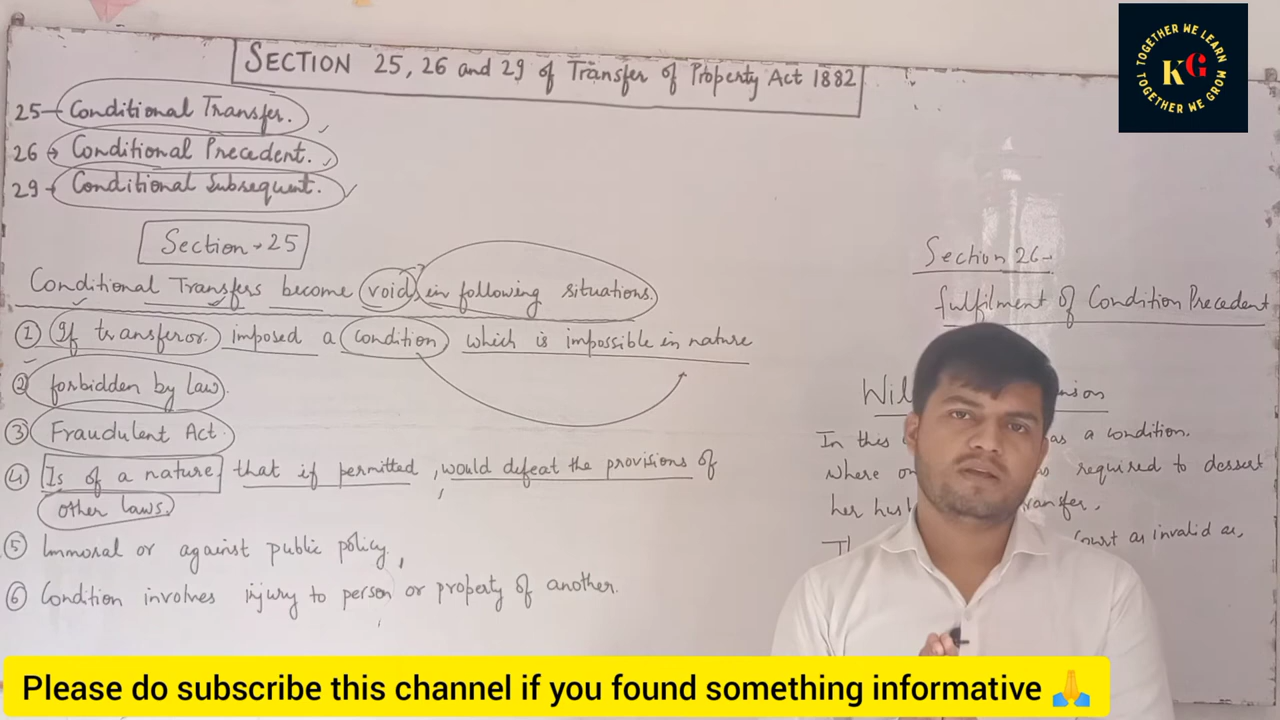 SECTION 25, 26 and 29 of Transfer of Property Act 1882
25 → Conditional Transfer.
26 → Conditional Precedent.
29 → Conditional Subsequent.
Section → 25
Conditional Transfers become void in following situations.
① If transferor imposed a condition which is impossible in nature
② forbidden by law.
③ Fraudulent Act.
④ Is of a nature that if permitted, would defeat the provisions of
other laws.
⑤ Immoral or against public policy.
⑥ Condition involves injury to person or property of another.
Section 26 →
fulfilment of Condition Precedent
In this as a condition.
where required to dessert
her
Court as invalid as,
TOGETHER WE LEARN
KG
TOGETHER WE GROW
Please do subscribe this channel if you found something informative 🙏